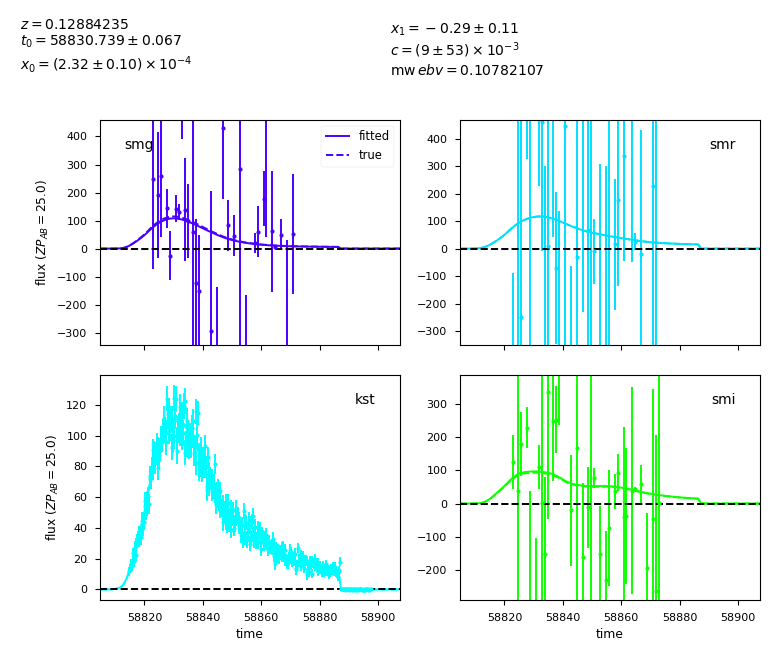 z = 0.12884235
t₀ = 58830.739 ± 0.067
x₀ = (2.32 ± 0.10) × 10⁻⁴
x₁ = −0.29 ± 0.11
c = (9 ± 53) × 10⁻³
mw ebv = 0.10782107
smg
fitted
true
400
300
200
100
0
−100
−200
−300
flux (ZP_AB = 25.0)
smr
400
300
200
100
0
−100
−200
−300
kst
120
100
80
60
40
20
0
flux (ZP_AB = 25.0)
58820
58840
58860
58880
58900
time
smi
300
200
100
0
−100
−200
58820
58840
58860
58880
58900
time